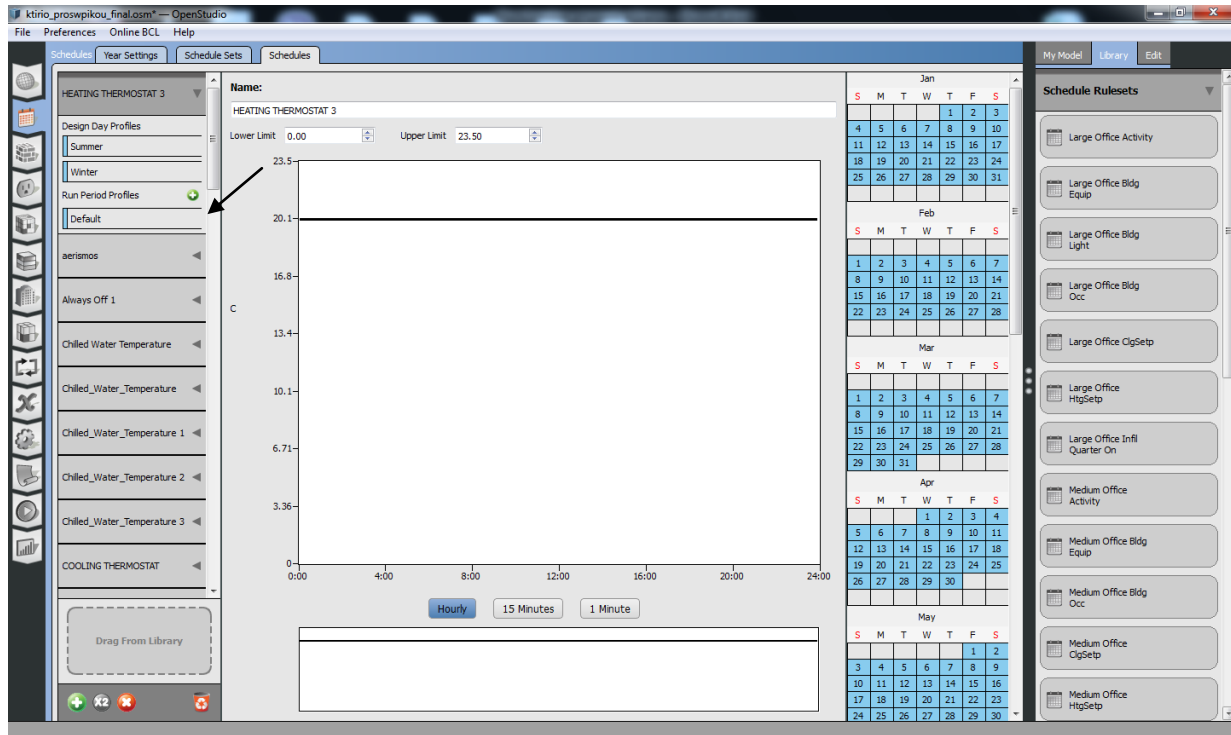 ktirio_proswpikou_final.osm* — OpenStudio
File Preferences Online BCL Help
Schedules Year Settings Schedule Sets Schedules
My Model Library Edit
HEATING THERMOSTAT 3
Design Day Profiles
Summer
Winter
Run Period Profiles
Default
aerismos
Always Off 1
Chilled Water Temperature
Chilled_Water_Temperature
Chilled_Water_Temperature 1
Chilled_Water_Temperature 2
Chilled_Water_Temperature 3
COOLING THERMOSTAT
Drag From Library
X2
Name:
HEATING THERMOSTAT 3
Lower Limit 0.00 Upper Limit 23.50
23.5
20.1
16.8
C
13.4
10.1
6.71
3.36
0
0:00 4:00 8:00 12:00 16:00 20:00 24:00
Hourly 15 Minutes 1 Minute
Jan
S M T W T F S
1 2 3
4 5 6 7 8 9 10
11 12 13 14 15 16 17
18 19 20 21 22 23 24
25 26 27 28 29 30 31
Feb
S M T W T F S
1 2 3 4 5 6 7
8 9 10 11 12 13 14
15 16 17 18 19 20 21
22 23 24 25 26 27 28
Mar
S M T W T F S
1 2 3 4 5 6 7
8 9 10 11 12 13 14
15 16 17 18 19 20 21
22 23 24 25 26 27 28
29 30 31
Apr
S M T W T F S
1 2 3 4
5 6 7 8 9 10 11
12 13 14 15 16 17 18
19 20 21 22 23 24 25
26 27 28 29 30
May
S M T W T F S
1 2
3 4 5 6 7 8 9
10 11 12 13 14 15 16
17 18 19 20 21 22 23
24 25 26 27 28 29 30
Schedule Rulesets
Large Office Activity
Large Office Bldg
Equip
Large Office Bldg
Light
Large Office Bldg
Occ
Large Office ClgSetp
Large Office
HtgSetp
Large Office Infil
Quarter On
Medium Office
Activity
Medium Office Bldg
Equip
Medium Office Bldg
Occ
Medium Office
ClgSetp
Medium Office
HtgSetp